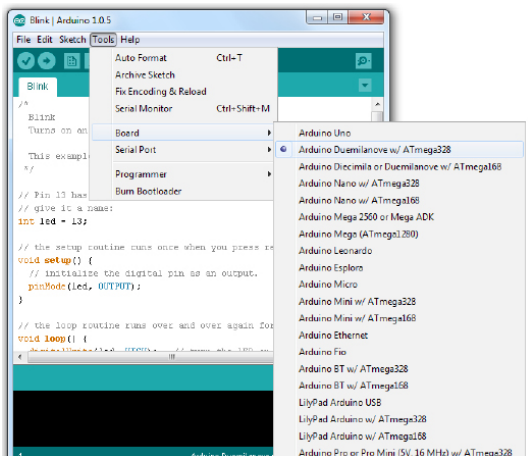 Blink | Arduino 1.0.5
File Edit Sketch Tools Help
Auto Format Ctrl+T
Archive Sketch
Fix Encoding & Reload
Serial Monitor Ctrl+Shift+M
Board
Serial Port
Programmer
Burn Bootloader
Blink
/*
Blink
Turns on an
This exampl
*/
// Pin 13 has
// give it a name:
int led = 13;
// the setup routine runs once when you press re
void setup() {
// initialize the digital pin as an output.
pinMode(led, OUTPUT);
}
// the loop routine runs over and over again for
void loop() {
Arduino Uno
Arduino Duemilanove w/ ATmega328
Arduino Diecimila or Duemilanove w/ ATmega168
Arduino Nano w/ ATmega328
Arduino Nano w/ ATmega168
Arduino Mega 2560 or Mega ADK
Arduino Mega (ATmega1280)
Arduino Leonardo
Arduino Esplora
Arduino Micro
Arduino Mini w/ ATmega328
Arduino Mini w/ ATmega168
Arduino Ethernet
Arduino Fio
Arduino BT w/ ATmega328
Arduino BT w/ ATmega168
LilyPad Arduino USB
LilyPad Arduino w/ ATmega328
LilyPad Arduino w/ ATmega168
Arduino Pro or Pro Mini (5V, 16 MHz) w/ ATmega328